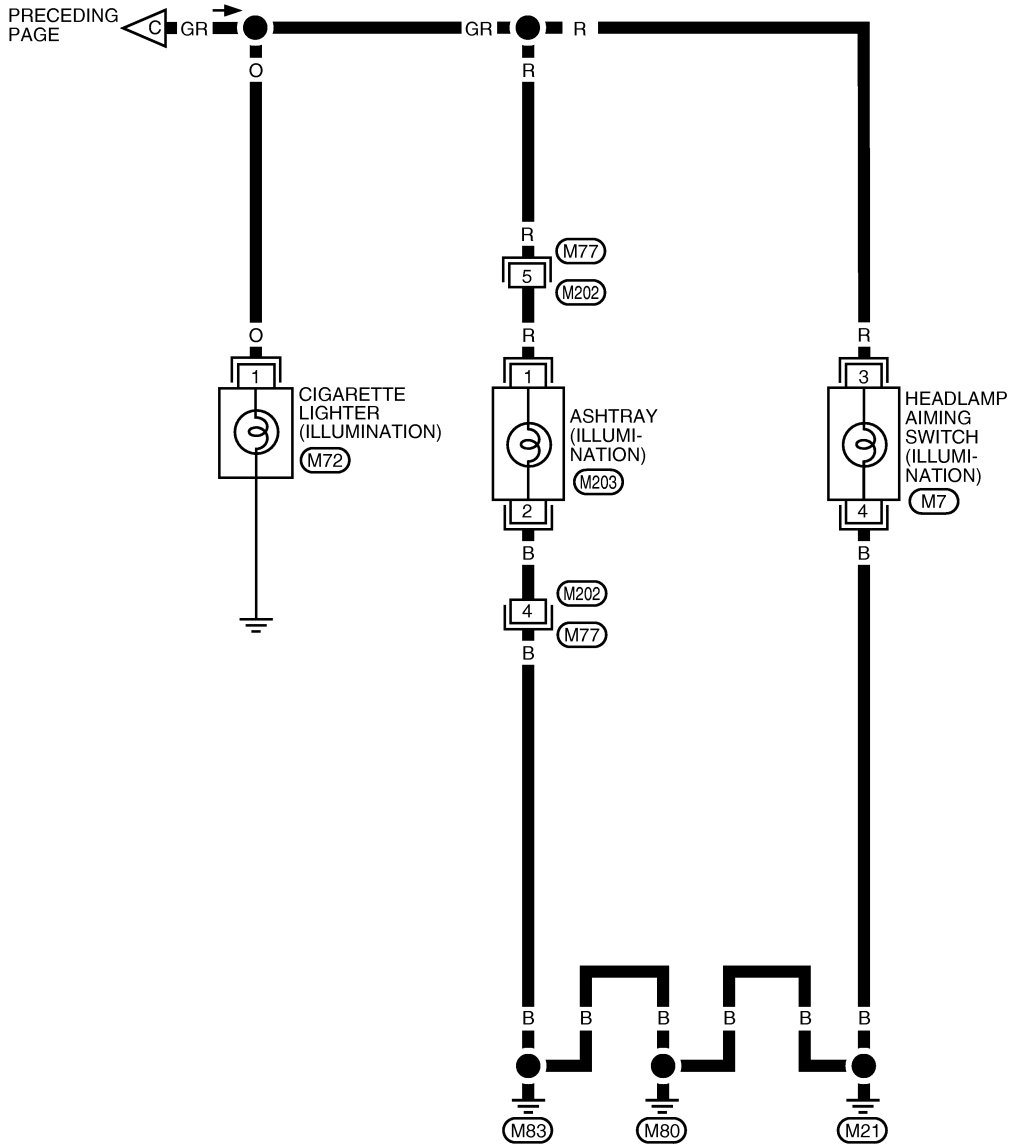 PRECEDING
PAGE
C
GR
GR
R
O
R
R
M77
5
M202
O
R
R
1
1
3
CIGARETTE
LIGHTER
(ILLUMINATION)
M72
ASHTRAY
(ILLUMI-
NATION)
M203
HEADLAMP
AIMING
SWITCH
(ILLUMI-
NATION)
M7
2
4
B
B
M202
4
M77
B
B
B
B
B
B
B
M83
M80
M21